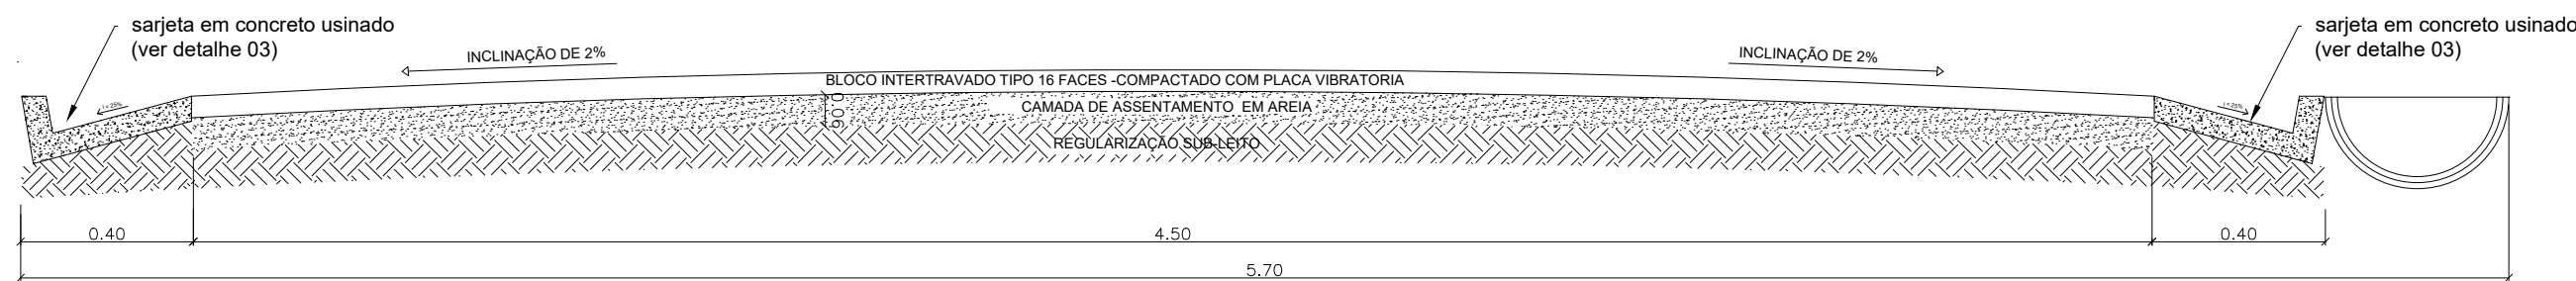 sarjeta em concreto usinado
(ver detalhe 03)
INCLINAÇÃO DE 2%
INCLINAÇÃO DE 2%
sarjeta em concreto usinado
(ver detalhe 03)
BLOCO INTERTRAVADO TIPO 16 FACES -COMPACTADO COM PLACA VIBRATORIA
i = 25%
0.06
CAMADA DE ASSENTAMENTO EM AREIA
i = 25%
REGULARIZAÇÃO SUB-LEITO
0.40
4.50
0.40
5.70